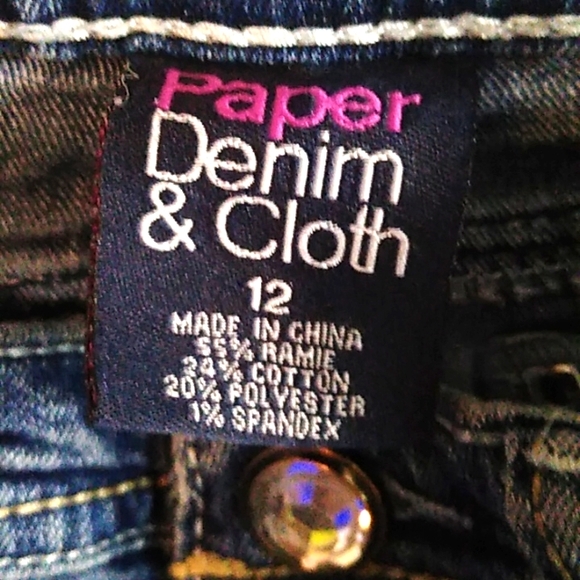 Paper
Denim
& Cloth
12
MADE IN CHINA
55% RAMIE
24% COTTON
20% POLYESTER
1% SPANDEX